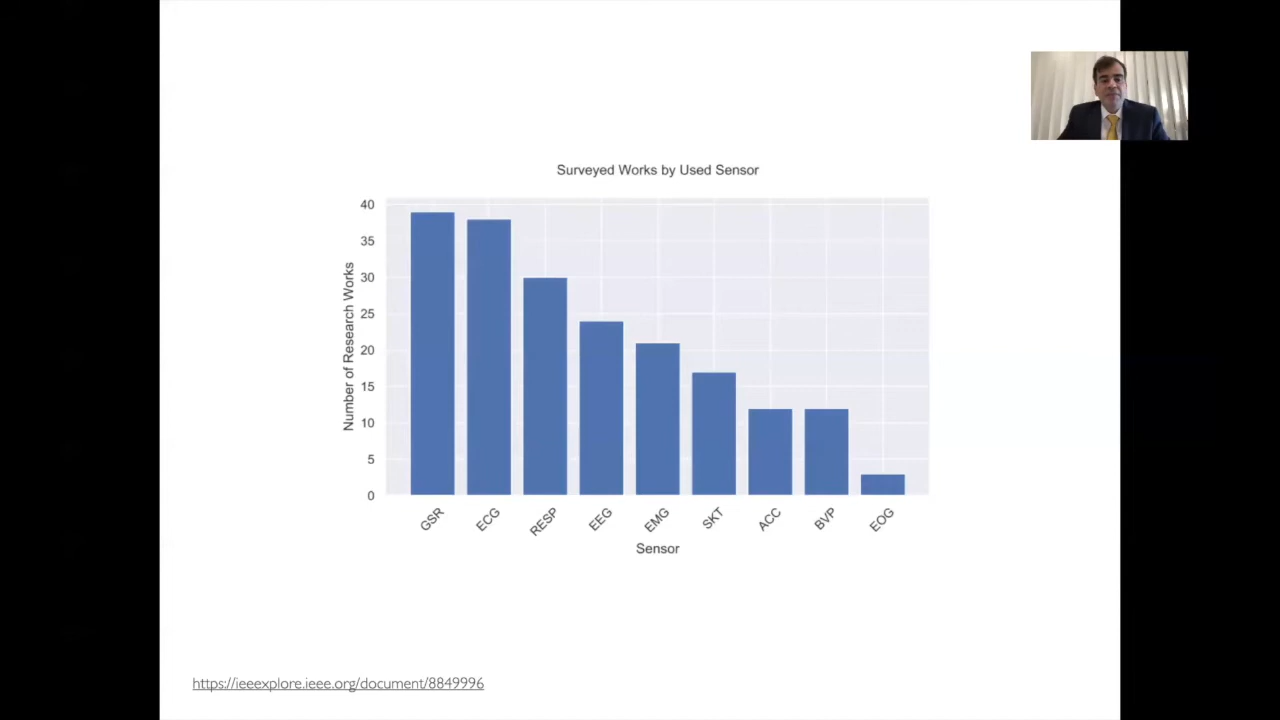 Surveyed Works by Used Sensor
Number of Research Works
40
35
30
25
20
15
10
5
0
GSR
ECG
RESP
EEG
EMG
SKT
ACC
BVP
EOG
Sensor
https://ieeexplore.ieee.org/document/8849996